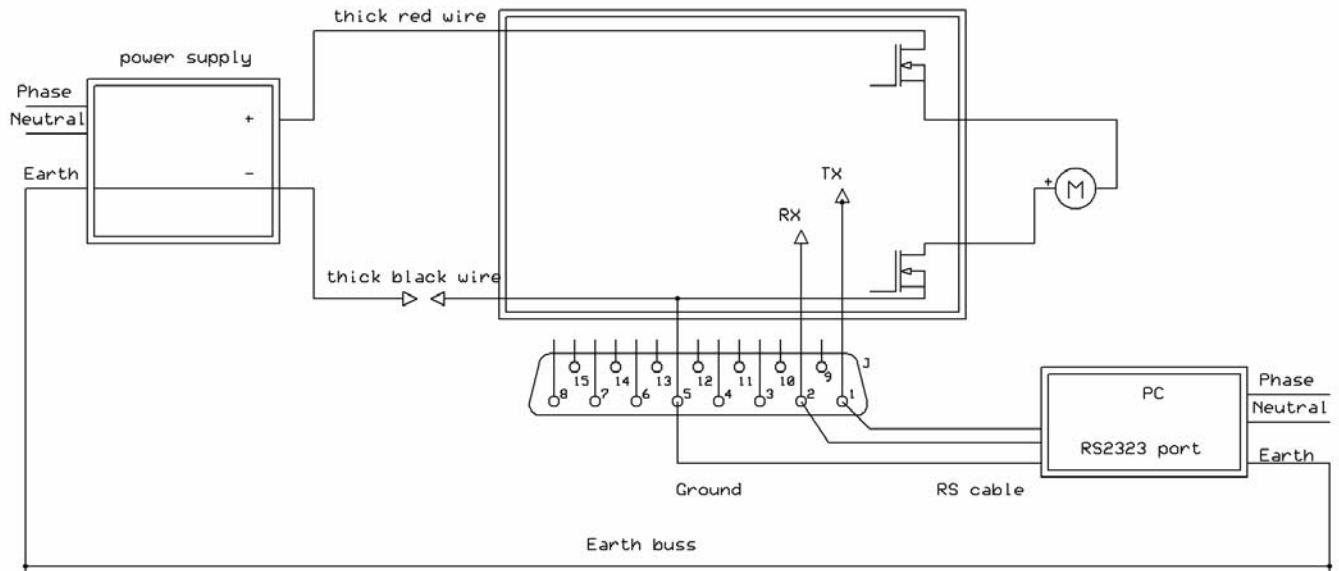 thick red wire
power supply
Phase
Neutral
+
Earth
-
TX
+ M
RX
thick black wire
J
15 14 13 12 11 10 9
8 7 6 5 4 3 2 1
PC
Phase
Neutral
RS2323 port
Earth
Ground
RS cable
Earth buss